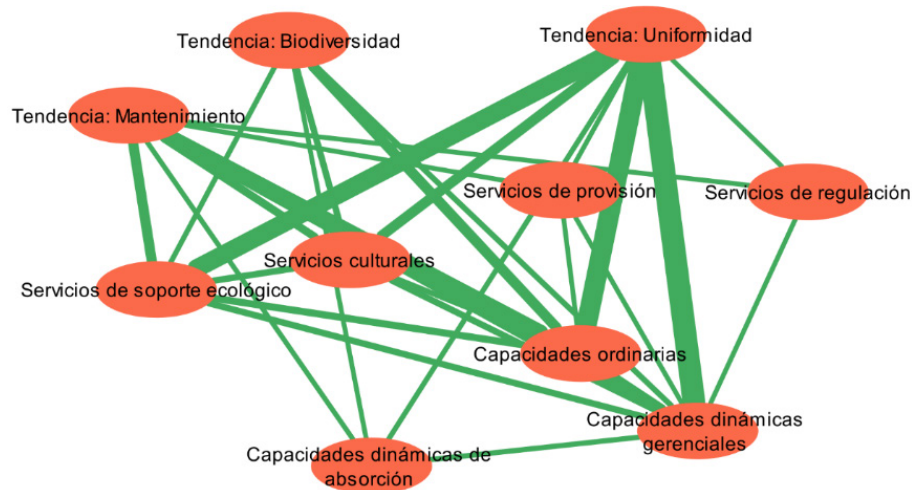 Tendencia: Biodiversidad
Tendencia: Uniformidad
Tendencia: Mantenimiento
Servicios de provisión
Servicios de regulación
Servicios culturales
Servicios de soporte ecológico
Capacidades ordinarias
Capacidades dinámicas
gerenciales
Capacidades dinámicas de
absorción